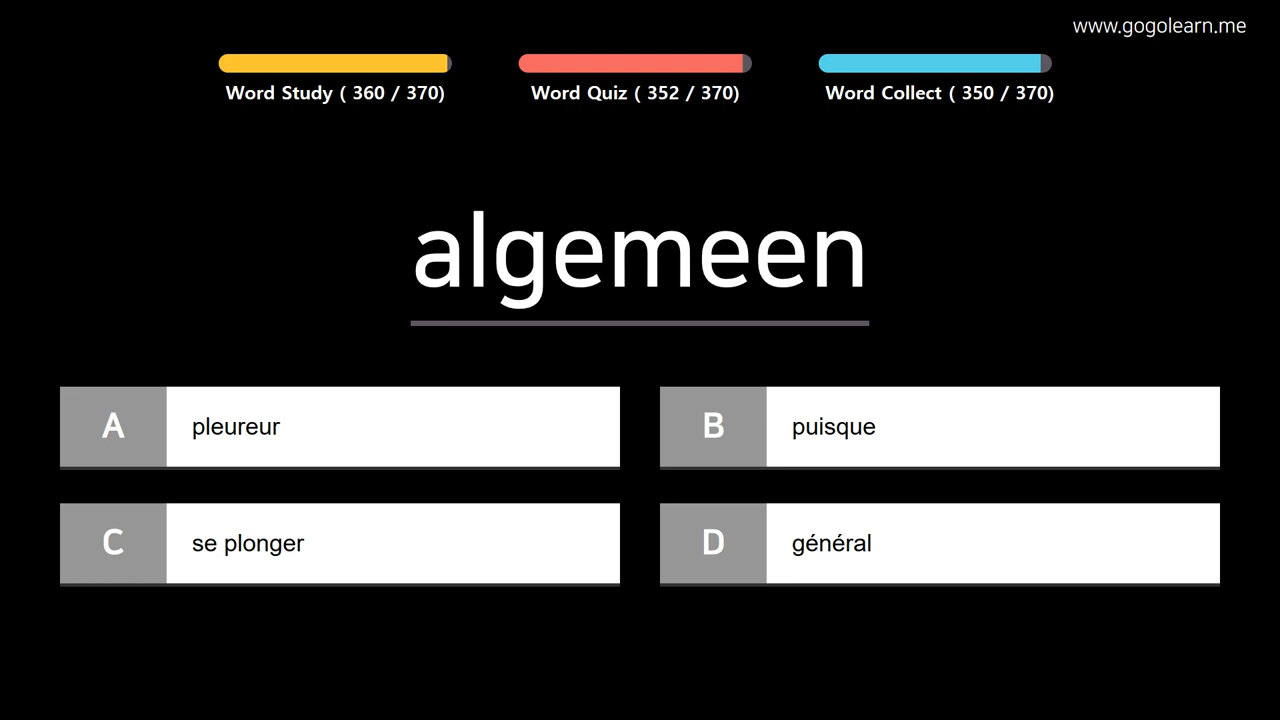 www.gogolearn.me
Word Study ( 360 / 370)
Word Quiz ( 352 / 370)
Word Collect ( 350 / 370)
algemeen
A pleureur
B puisque
C se plonger
D général